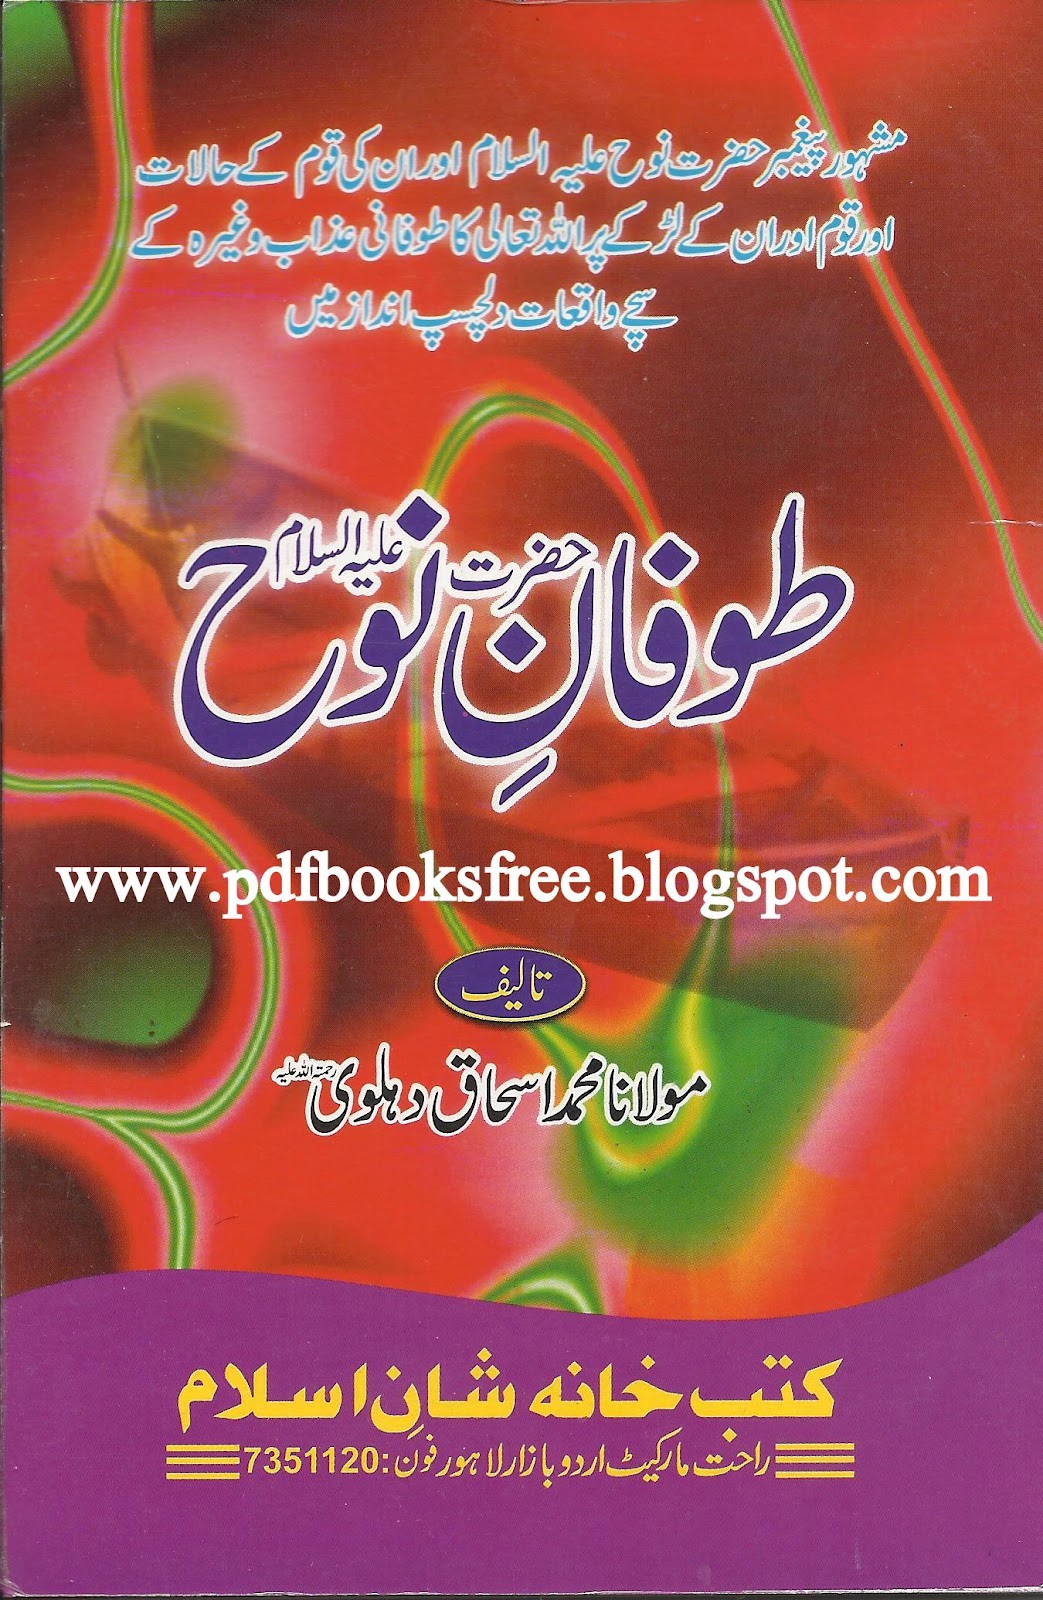 مشہور پیغمبر حضرت نوح علیہ السلام اور ان کی قوم کے حالات
اور قوم اور ان کے لڑکے پر اللہ تعالی کا طوفانی عذاب وغیرہ کے
سچے واقعات دلچسپ انداز میں
طوفانِ حضرت نوح علیہ السلام
www.pdfbooksfree.blogspot.com
تالیف
مولانا محمد اسحاق دہلوی رحمتہ اللہ علیہ
کتب خانہ شانِ اسلام
راحت مارکیٹ اردو بازار لاہور فون: 7351120